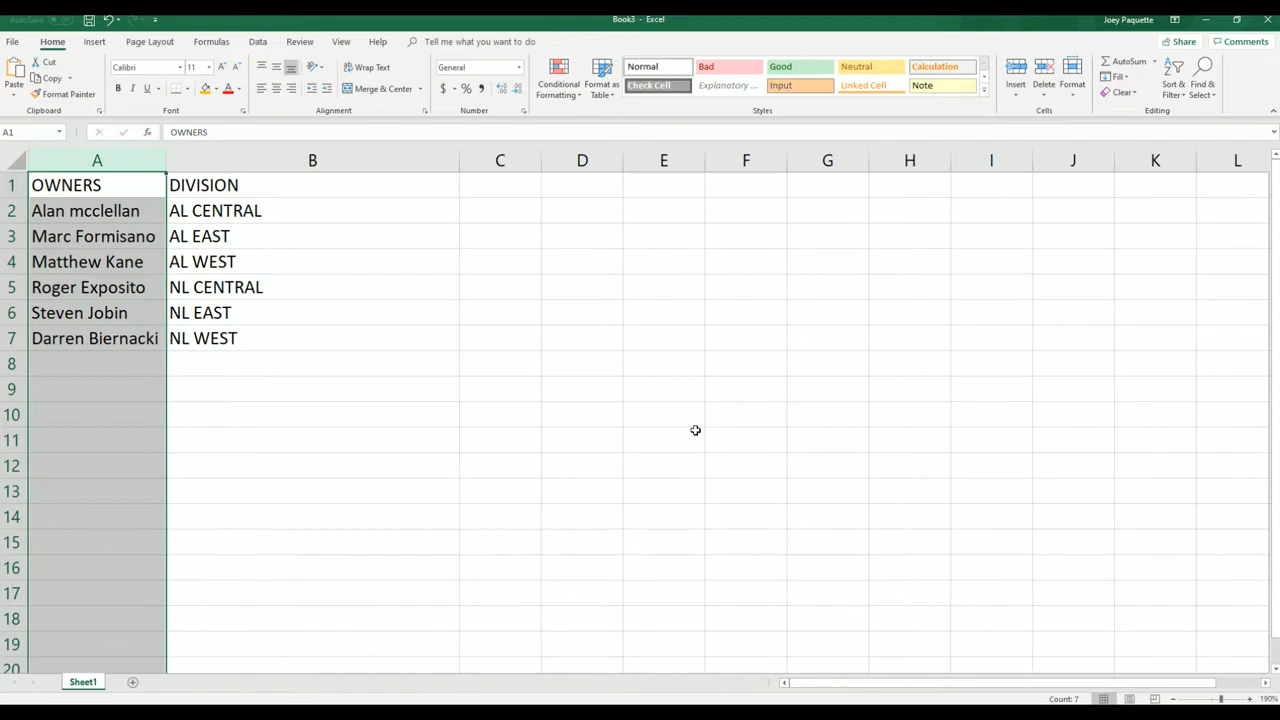 AutoSave Off
Book3 - Excel
Joey Paquette
File Home Insert Page Layout Formulas Data Review View Help Tell me what you want to do
Share Comments
Paste
Cut
Copy
Format Painter
Clipboard
Calibri 11
B I U
Font
Wrap Text
Merge & Center
Alignment
General
$ % ,
Number
Conditional Formatting
Format as Table
Normal Bad Good Neutral Calculation
Check Cell Explanatory ... Input Linked Cell Note
Styles
Insert Delete Format
Cells
AutoSum
Fill
Clear
Sort & Filter
Find & Select
Editing
A1 fx OWNERS
A B C D E F G H I J K L
1 OWNERS DIVISION
2 Alan mcclellan AL CENTRAL
3 Marc Formisano AL EAST
4 Matthew Kane AL WEST
5 Roger Exposito NL CENTRAL
6 Steven Jobin NL EAST
7 Darren Biernacki NL WEST
8
9
10
11
12
13
14
15
16
17
18
19
20
Sheet1
Count: 7 190%